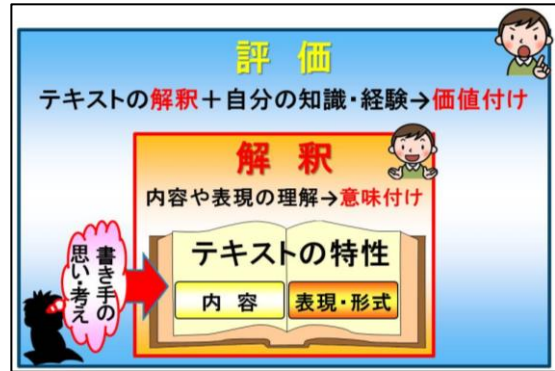 評価
テキストの解釈＋自分の知識・経験→価値付け
解釈
内容や表現の理解→意味付け
書き手の
思い・考え
テキストの特性
内容
表現・形式